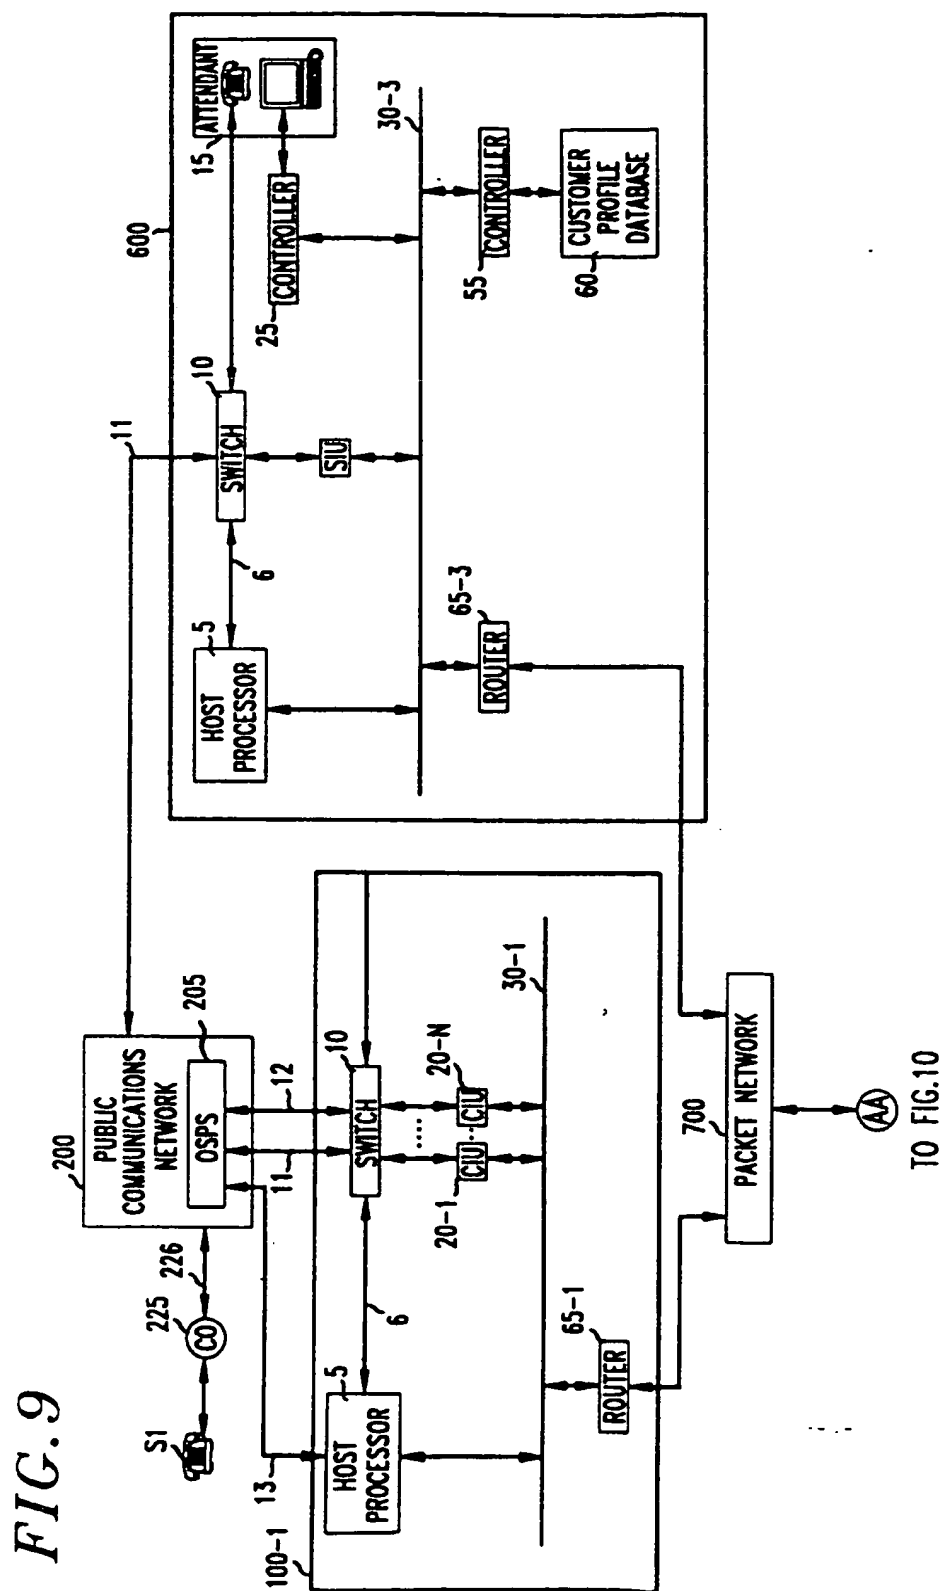 FIG.9
S1
225
CO
226
200
PUBLIC
COMMUNICATIONS
NETWORK
205
OSPS
13
11
12
11
100-1
5
HOST
PROCESSOR
6
10
SWITCH
20-1
CIU
....
..
20-N
CIU
30-1
65-1
ROUTER
600
5
HOST
PROCESSOR
6
10
SWITCH
SIU
15
ATTENDANT
25
CONTROLLER
30-3
65-3
ROUTER
55
CONTROLLER
60
CUSTOMER
PROFILE
DATABASE
700
PACKET NETWORK
AA
TO FIG.10